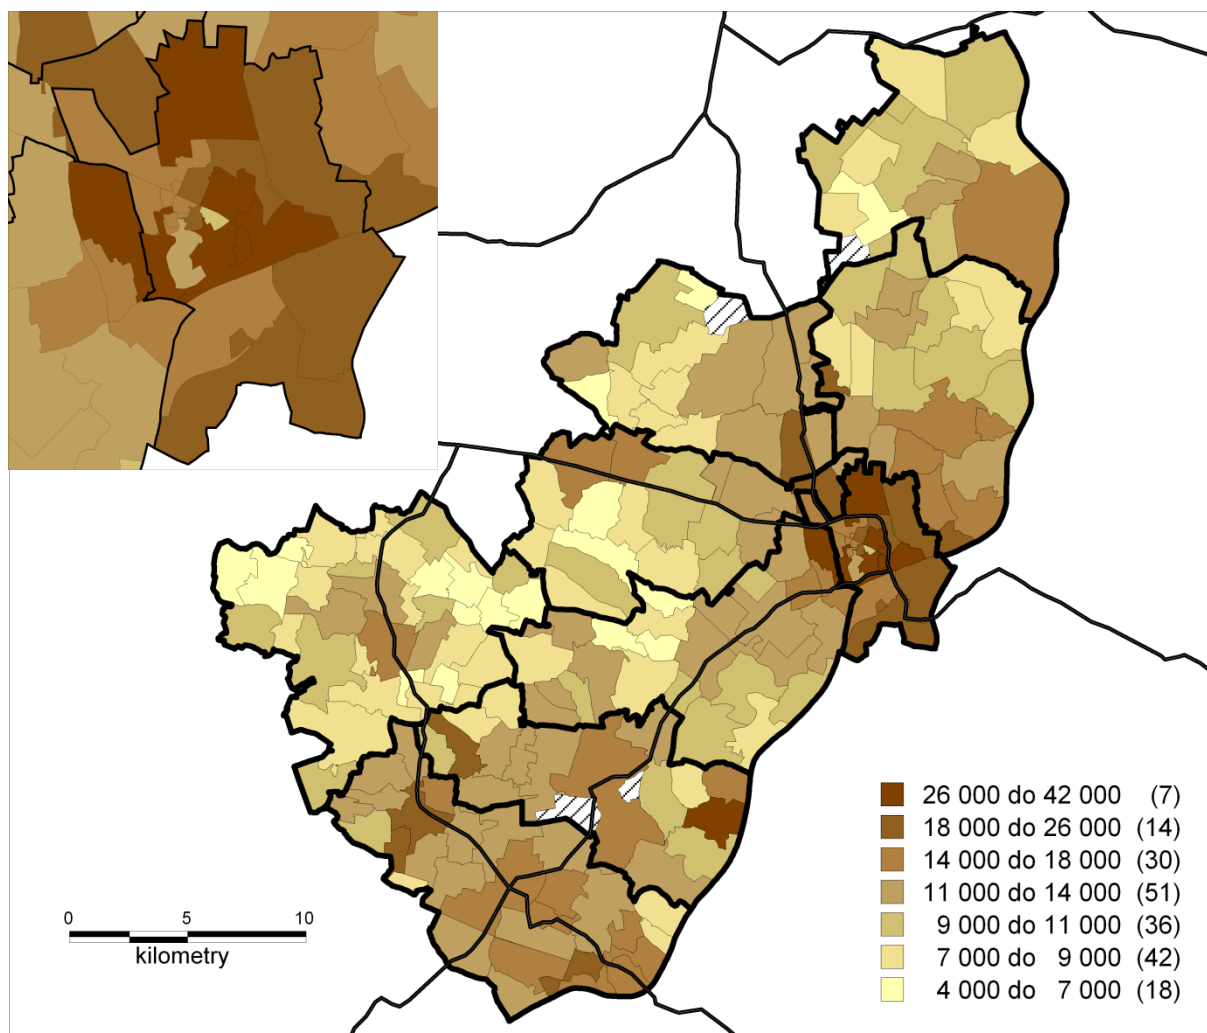 26 000 do 42 000 (7)
18 000 do 26 000 (14)
14 000 do 18 000 (30)
11 000 do 14 000 (51)
9 000 do 11 000 (36)
7 000 do 9 000 (42)
4 000 do 7 000 (18)
0 5 10
kilometry